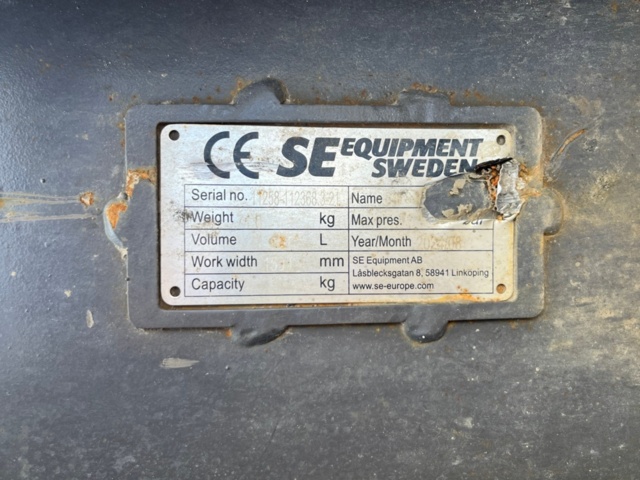 CE SE EQUIPMENT SWEDEN
Serial no. Name
Weight kg Max pres.
Volume L Year/Month
Work width mm SE Equipment AB
Låsblecksgatan 8, 58941 Linköping
Capacity kg www.se-europe.com